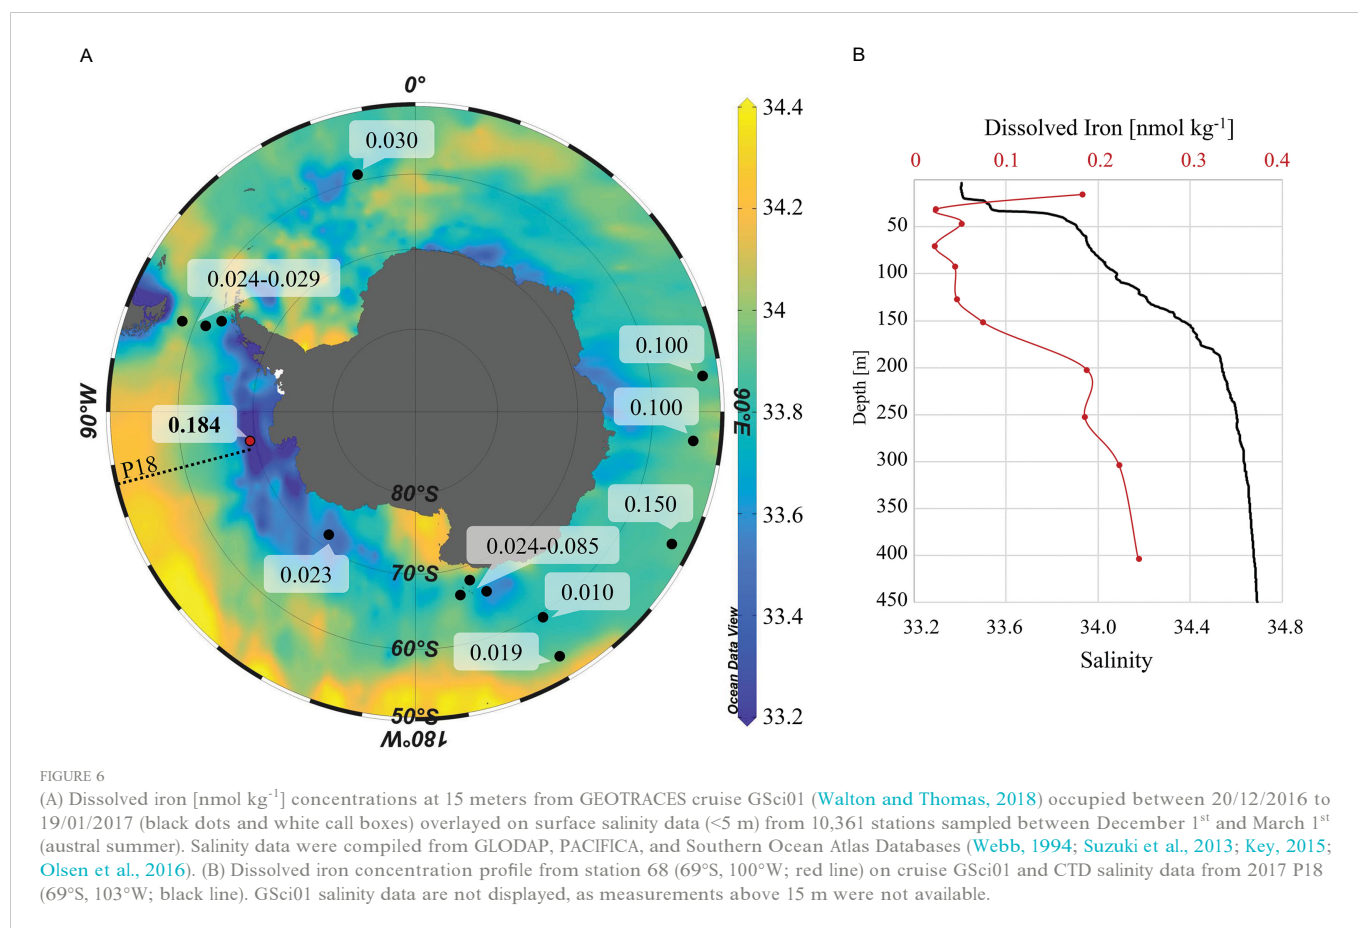 A
B
0°
0.030
0.024-0.029
0.100
0.100
90°W
0.184
90°E
P18
80°S
0.150
0.024-0.085
0.023
70°S
0.010
60°S
0.019
50°S
180°W
34.4
34.2
34
33.8
33.6
33.4
33.2
Ocean Data View
Dissolved Iron [nmol kg-1]
0 0.1 0.2 0.3 0.4
50
100
150
200
250
300
350
400
450
Depth [m]
33.2 33.6 34.0 34.4 34.8
Salinity
FIGURE 6
(A) Dissolved iron [nmol kg-1] concentrations at 15 meters from GEOTRACES cruise GSci01 (Walton and Thomas, 2018) occupied between 20/12/2016 to
19/01/2017 (black dots and white call boxes) overlayed on surface salinity data (<5 m) from 10,361 stations sampled between December 1st and March 1st
(austral summer). Salinity data were compiled from GLODAP, PACIFICA, and Southern Ocean Atlas Databases (Webb, 1994; Suzuki et al., 2013; Key, 2015;
Olsen et al., 2016). (B) Dissolved iron concentration profile from station 68 (69°S, 100°W; red line) on cruise GSci01 and CTD salinity data from 2017 P18
(69°S, 103°W; black line). GSci01 salinity data are not displayed, as measurements above 15 m were not available.